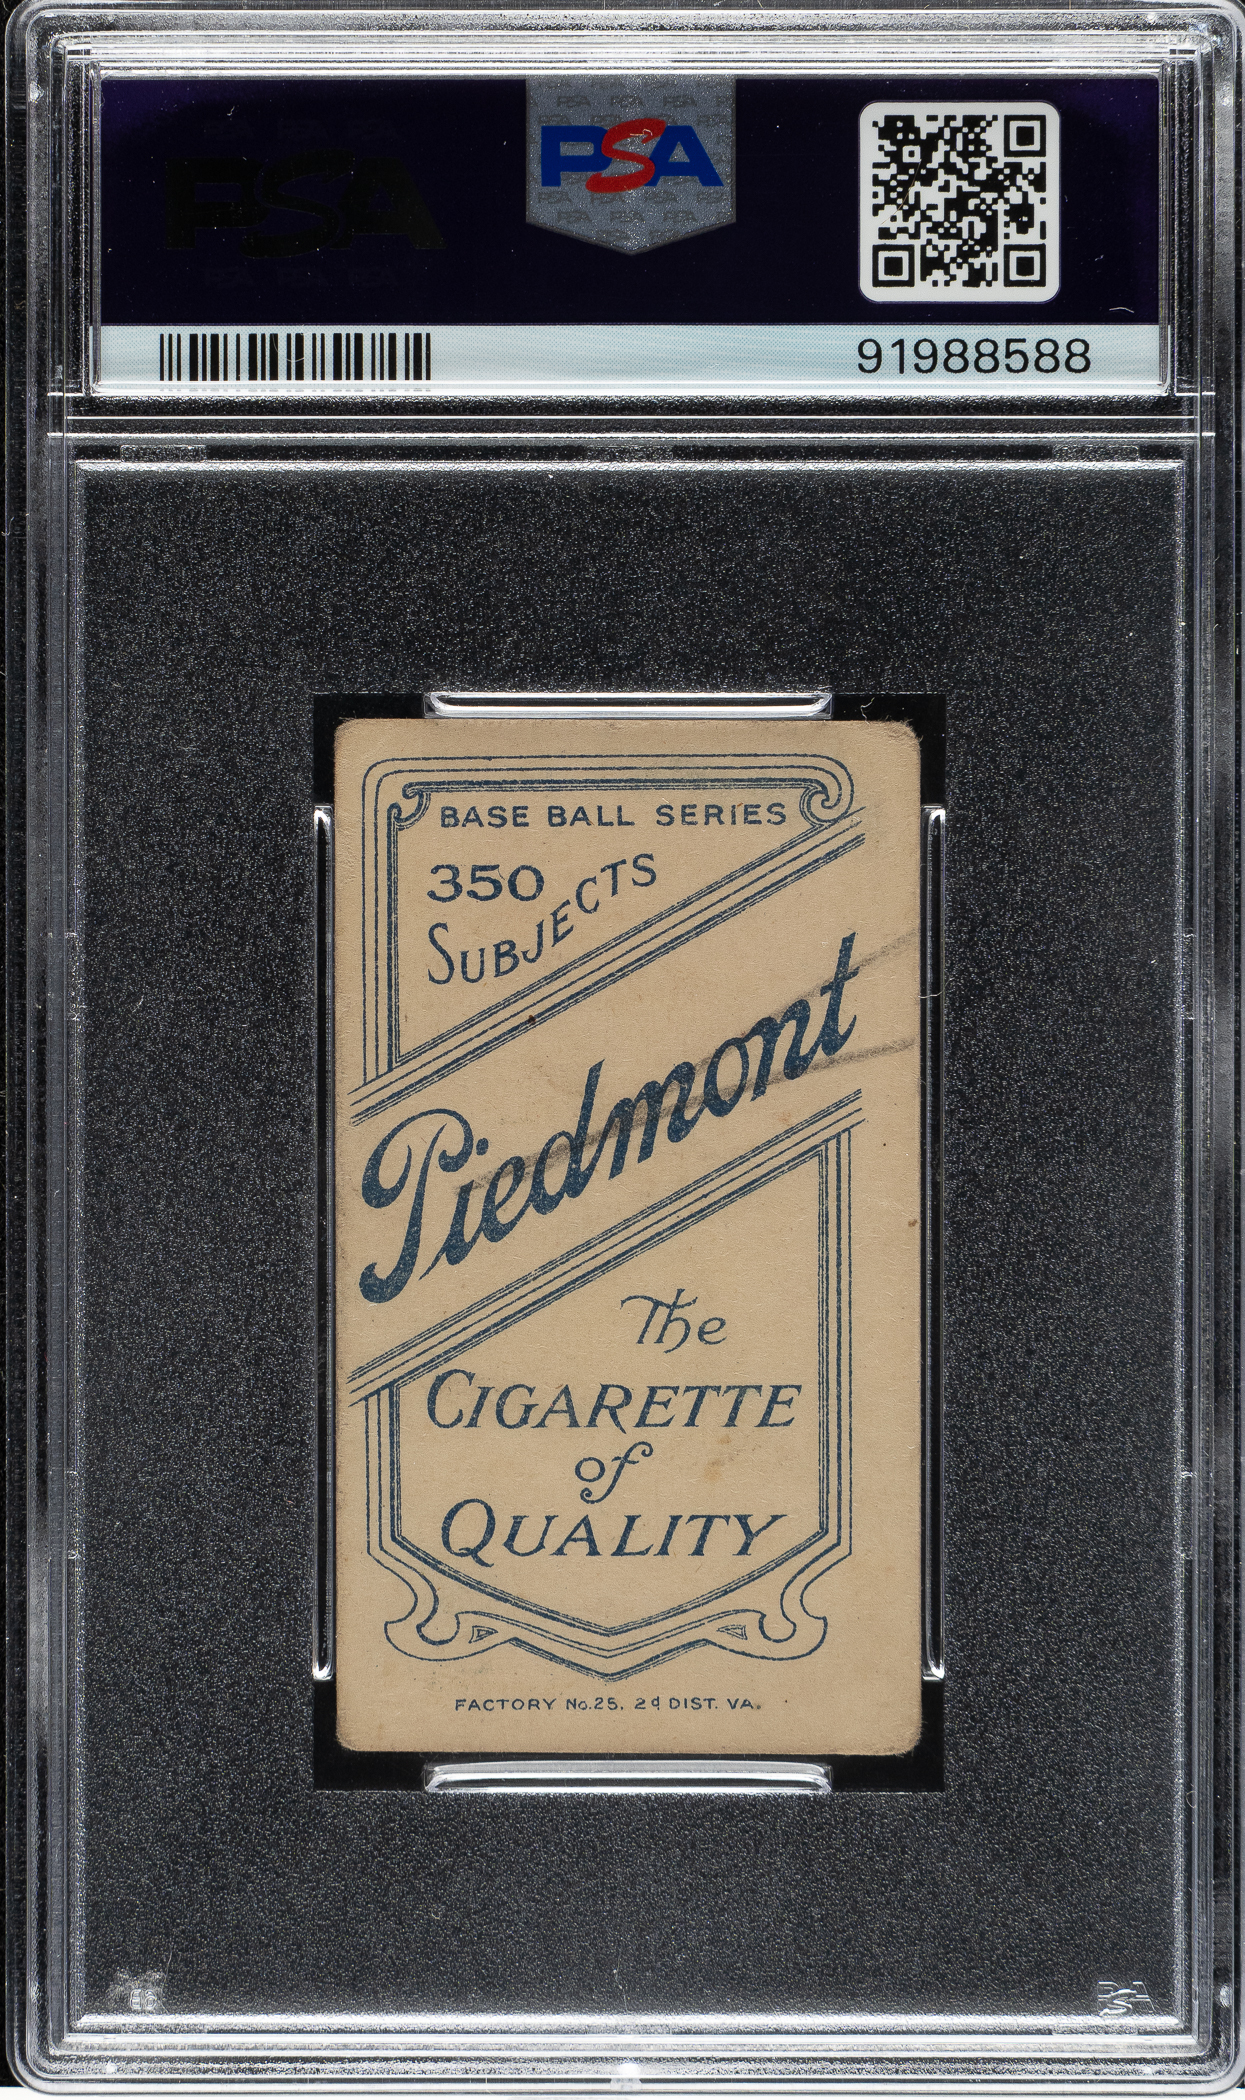 PSA
PSA
91988588
BASE BALL SERIES
350
SUBJECTS
Piedmont
The
CIGARETTE
of
QUALITY
FACTORY No.25. 2d DIST. VA.
PSA